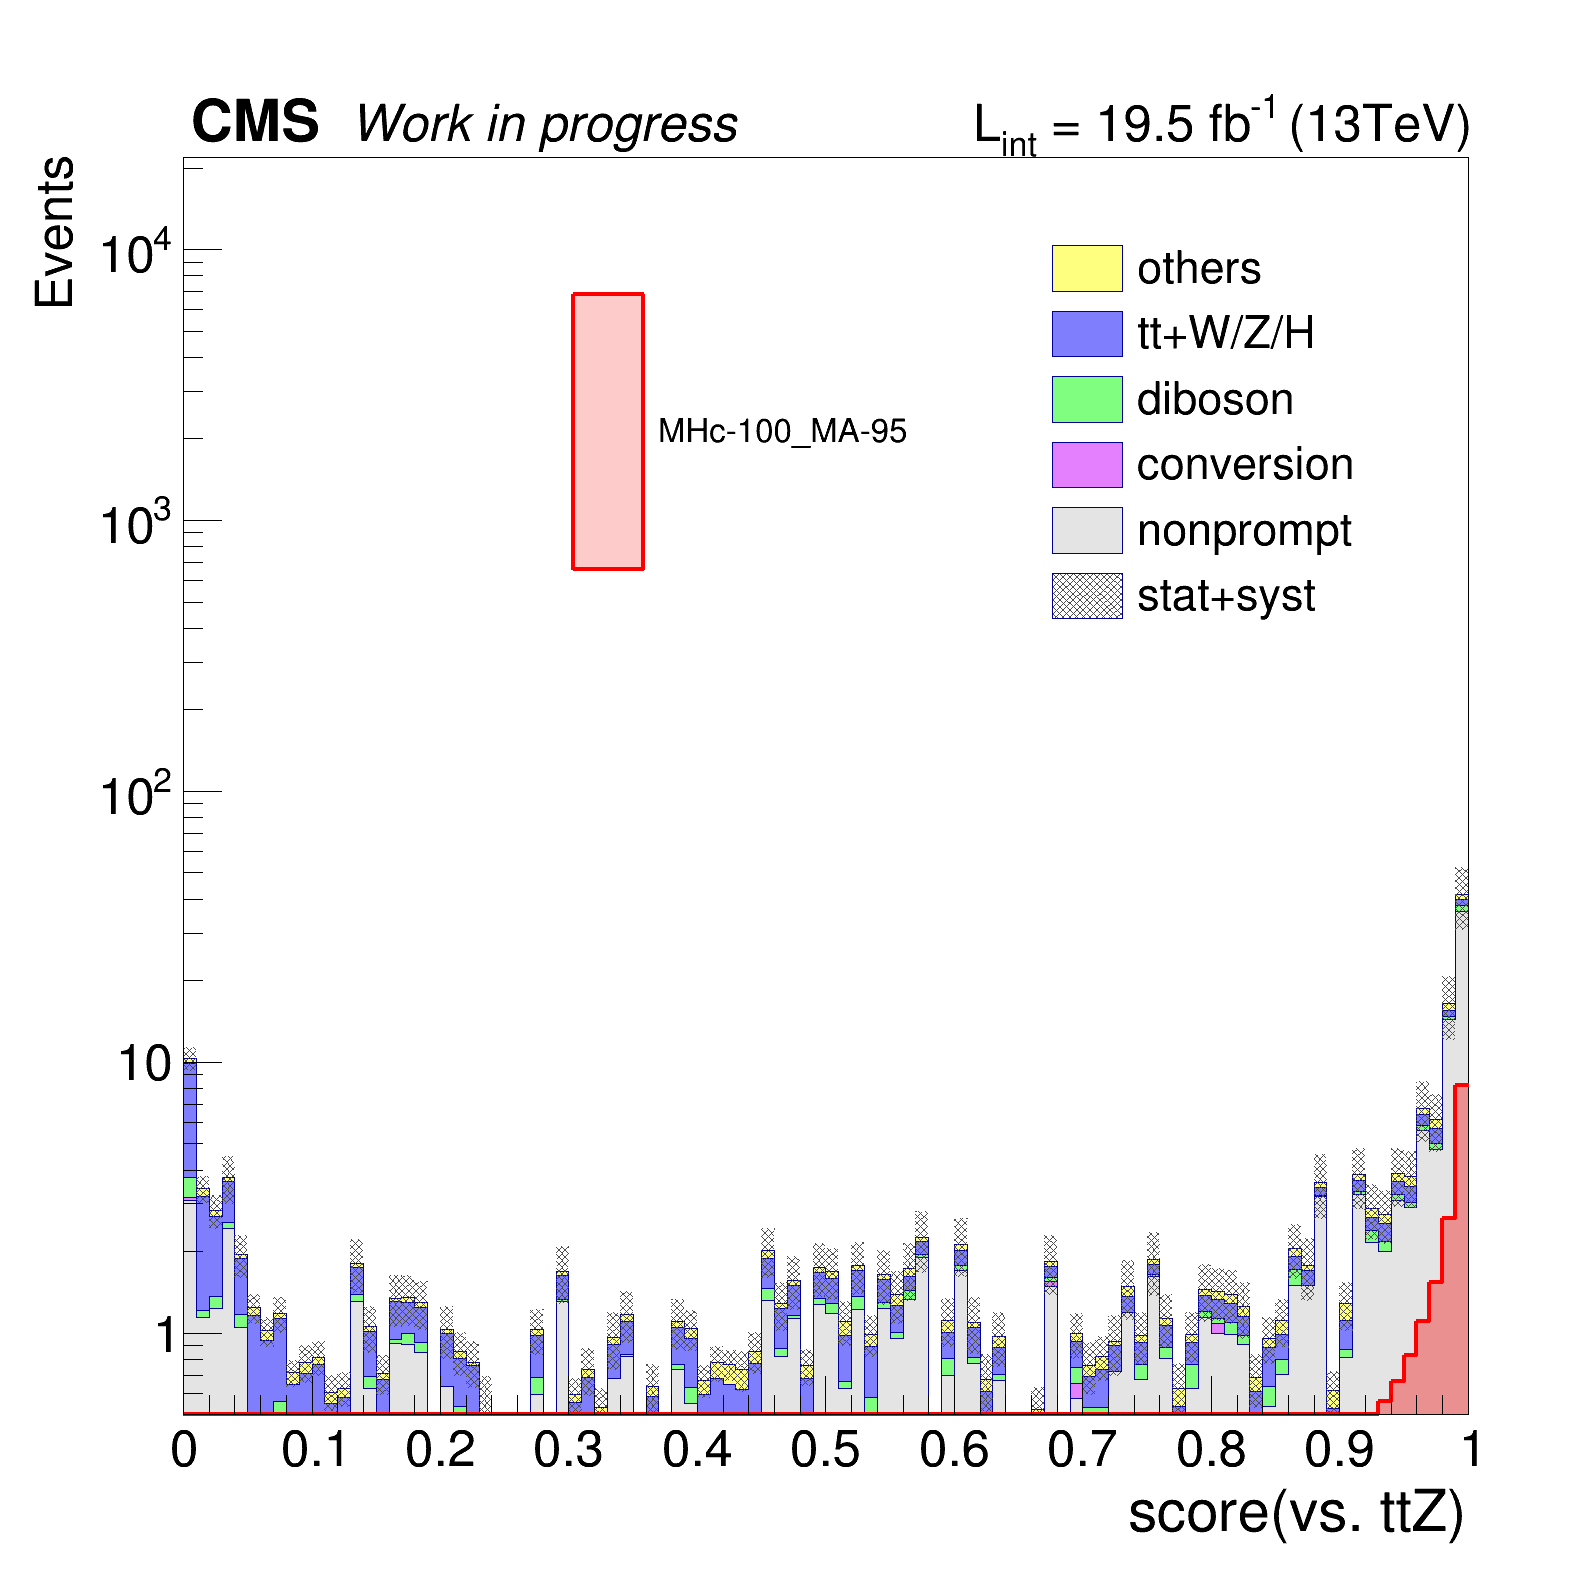 CMS Work in progress
L_int = 19.5 fb^-1 (13TeV)
Events
10^4
10^3
10^2
10
1
others
tt+W/Z/H
diboson
conversion
nonprompt
stat+syst
MHc-100_MA-95
0 0.1 0.2 0.3 0.4 0.5 0.6 0.7 0.8 0.9 1
score(vs. ttZ)